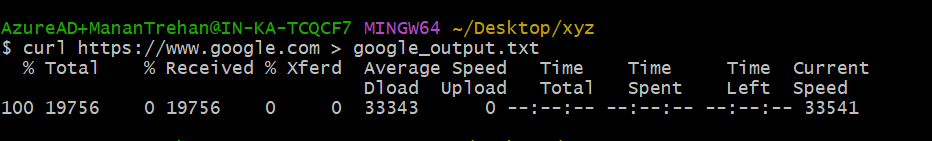 AzureAD+MananTrehan@IN-KA-TCQCF7 MINGW64 ~/Desktop/xyz
$ curl https://www.google.com > google_output.txt
  % Total    % Received % Xferd  Average Speed   Time    Time     Time  Current
                                 Dload  Upload   Total   Spent    Left  Speed
100 19756    0 19756    0     0  33343      0 --:--:-- --:--:-- --:--:-- 33541